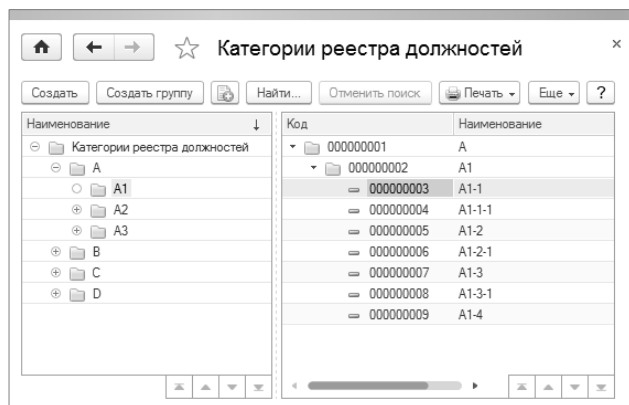 Категории реестра должностей
Создать Создать группу Найти... Отменить поиск Печать Еще ?
Наименование
Категории реестра должностей
A
A1
A2
A3
B
C
D
Код Наименование
000000001 A
000000002 A1
000000003 A1-1
000000004 A1-1-1
000000005 A1-2
000000006 A1-2-1
000000007 A1-3
000000008 A1-3-1
000000009 A1-4